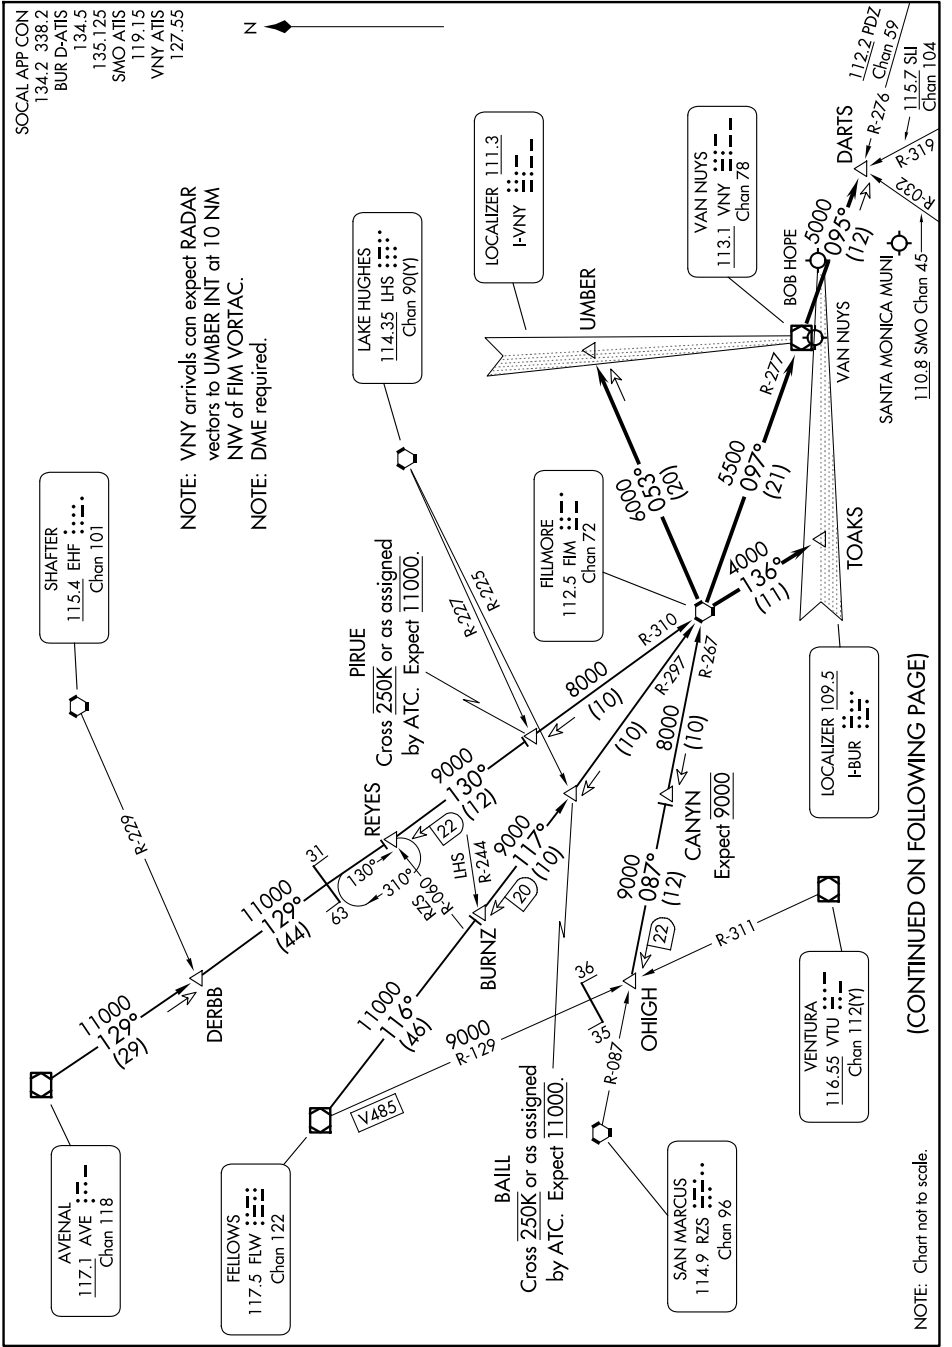 SOCAL APP CON
134.2 338.2
BUR D-ATIS
134.5
135.125
SMO ATIS
119.15
VNY ATIS
127.55
N
NOTE: VNY arrivals can expect RADAR
vectors to UMBER INT at 10 NM
NW of FIM VORTAC.
NOTE: DME required.
SHAFTER
115.4 EHF
Chan 101
LAKE HUGHES
114.35 LHS
Chan 90(Y)
LOCALIZER 111.3
I-VNY
VAN NUYS
113.1 VNY
Chan 78
AVENAL
117.1 AVE
Chan 118
11000
129°
(29)
DERBB
R-229
11000
129°
(44)
31
63
130°
310°
REYES
22
RZS
R-060
9000
130°
(12)
PIRUE
Cross 250K or as assigned
by ATC. Expect 11000.
R-227
R-225
8000
(10)
R-310
FELLOWS
117.5 FLW
Chan 122
11000
116°
(46)
BURNZ
20
LHS
R-244
9000
117°
(10)
BAILL
Cross 250K or as assigned
by ATC. Expect 11000.
(10)
R-297
V485
9000
R-129
36
35
OHIGH
22
R-087
R-311
SAN MARCUS
114.9 RZS
Chan 96
VENTURA
116.55 VTU
Chan 112(Y)
9000
087°
(12)
CANYN
Expect 9000
8000
(10)
R-267
FILLMORE
112.5 FIM
Chan 72
6000
053°
(20)
UMBER
5500
097°
(21)
R-277
4000
136°
(11)
TOAKS
LOCALIZER 109.5
I-BUR
BOB HOPE
VAN NUYS
5000
095°
(12)
DARTS
R-276
112.2 PDZ
Chan 59
R-319
115.7 SLI
Chan 104
R-032
SANTA MONICA MUNI
110.8 SMO Chan 45
(CONTINUED ON FOLLOWING PAGE)
NOTE: Chart not to scale.